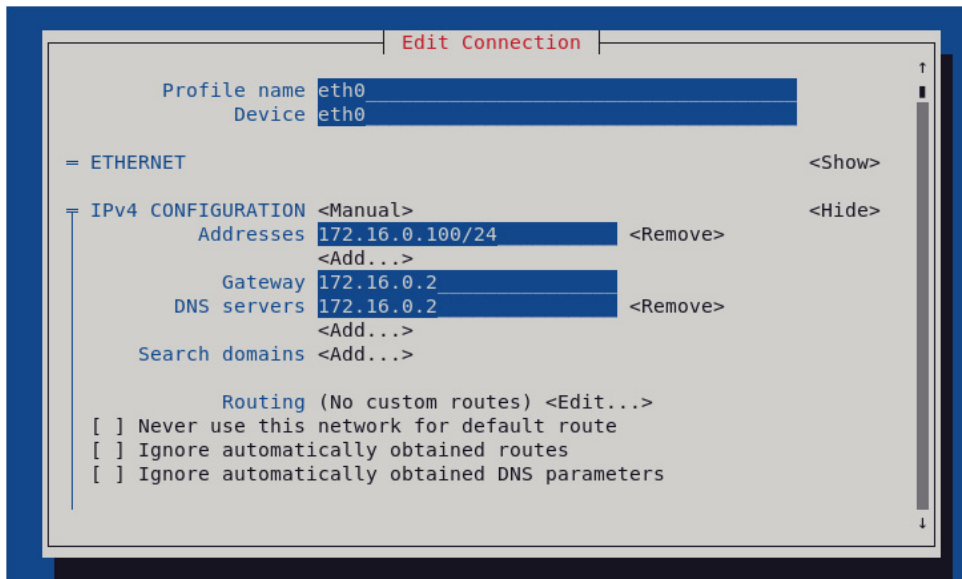 Edit Connection
Profile name eth0
Device eth0
= ETHERNET <Show>
= IPv4 CONFIGURATION <Manual> <Hide>
Addresses 172.16.0.100/24 <Remove>
<Add...>
Gateway 172.16.0.2
DNS servers 172.16.0.2 <Remove>
<Add...>
Search domains <Add...>
Routing (No custom routes) <Edit...>
[ ] Never use this network for default route
[ ] Ignore automatically obtained routes
[ ] Ignore automatically obtained DNS parameters